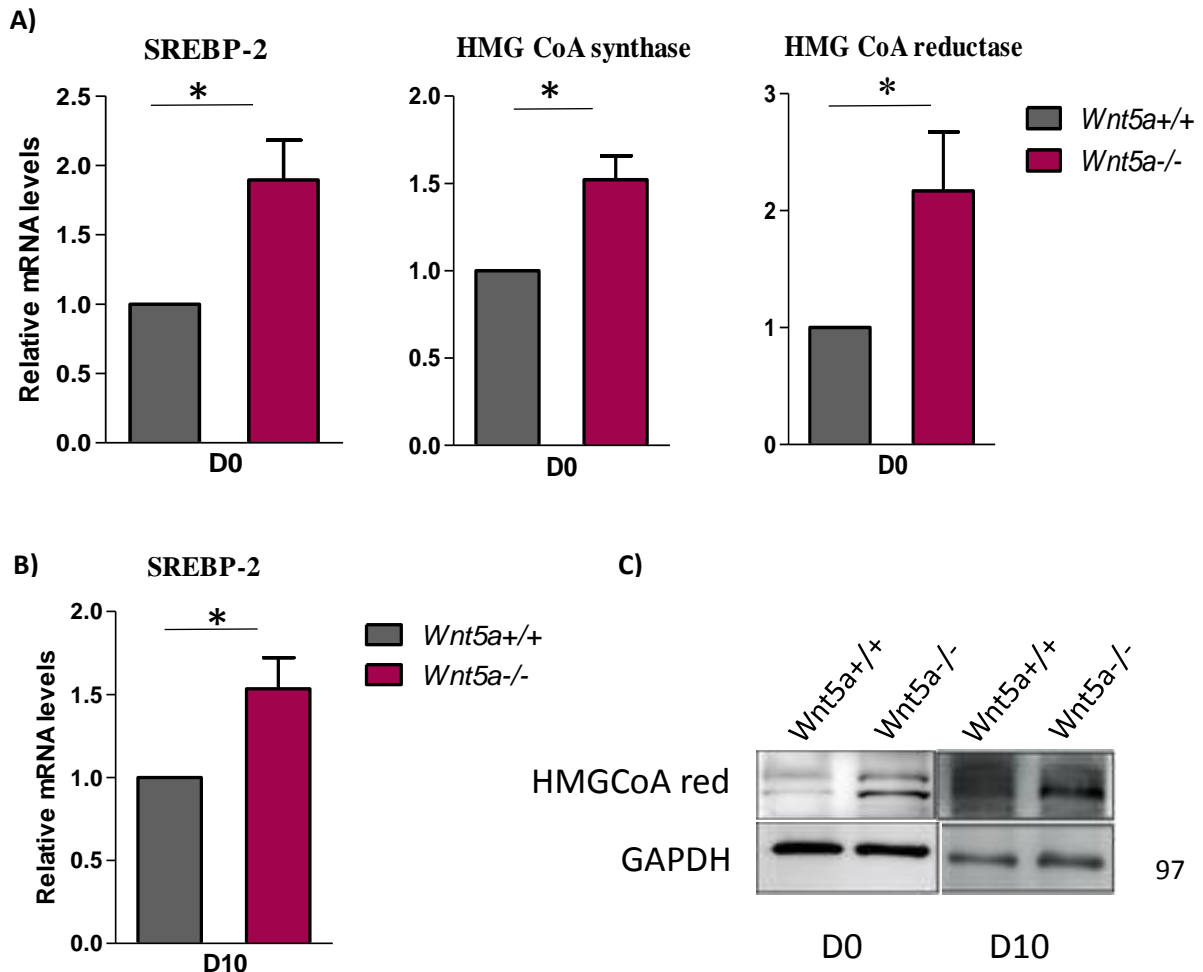 A)
SREBP-2
*
2.5
2.0
1.5
1.0
0.5
0.0
Relative mRNA levels
D0
HMG CoA synthase
*
2.0
1.5
1.0
0.5
0.0
D0
HMG CoA reductase
*
3
2
1
0
D0
Wnt5a+/+
Wnt5a-/-
B)
SREBP-2
*
2.0
1.5
1.0
0.5
0.0
Relative mRNA levels
D10
Wnt5a+/+
Wnt5a-/-
C)
Wnt5a+/+
Wnt5a-/-
Wnt5a+/+
Wnt5a-/-
HMGCoA red
GAPDH
97
D0
D10